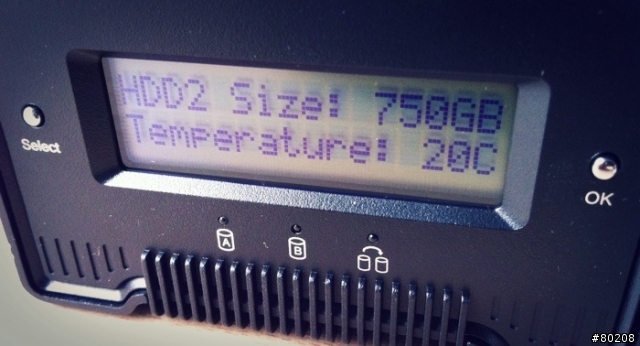 HDD2 Size: 750GB
Temperature: 20C
Select
OK
A
B
#80208